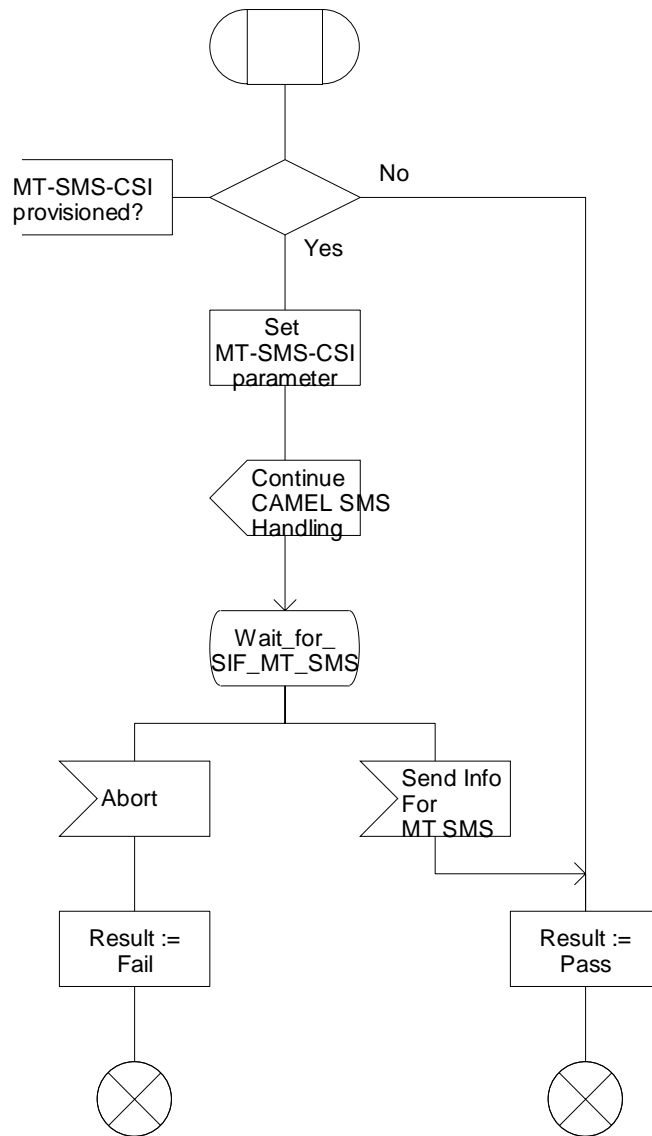 No
MT-SMS-CSI
provisioned?
Yes
Set
MT-SMS-CSI
parameter
Continue
CAMEL SMS
Handling
Wait_for_
SIF_MT_SMS
Abort
Send Info
For
MT SMS
Result :=
Fail
Result :=
Pass